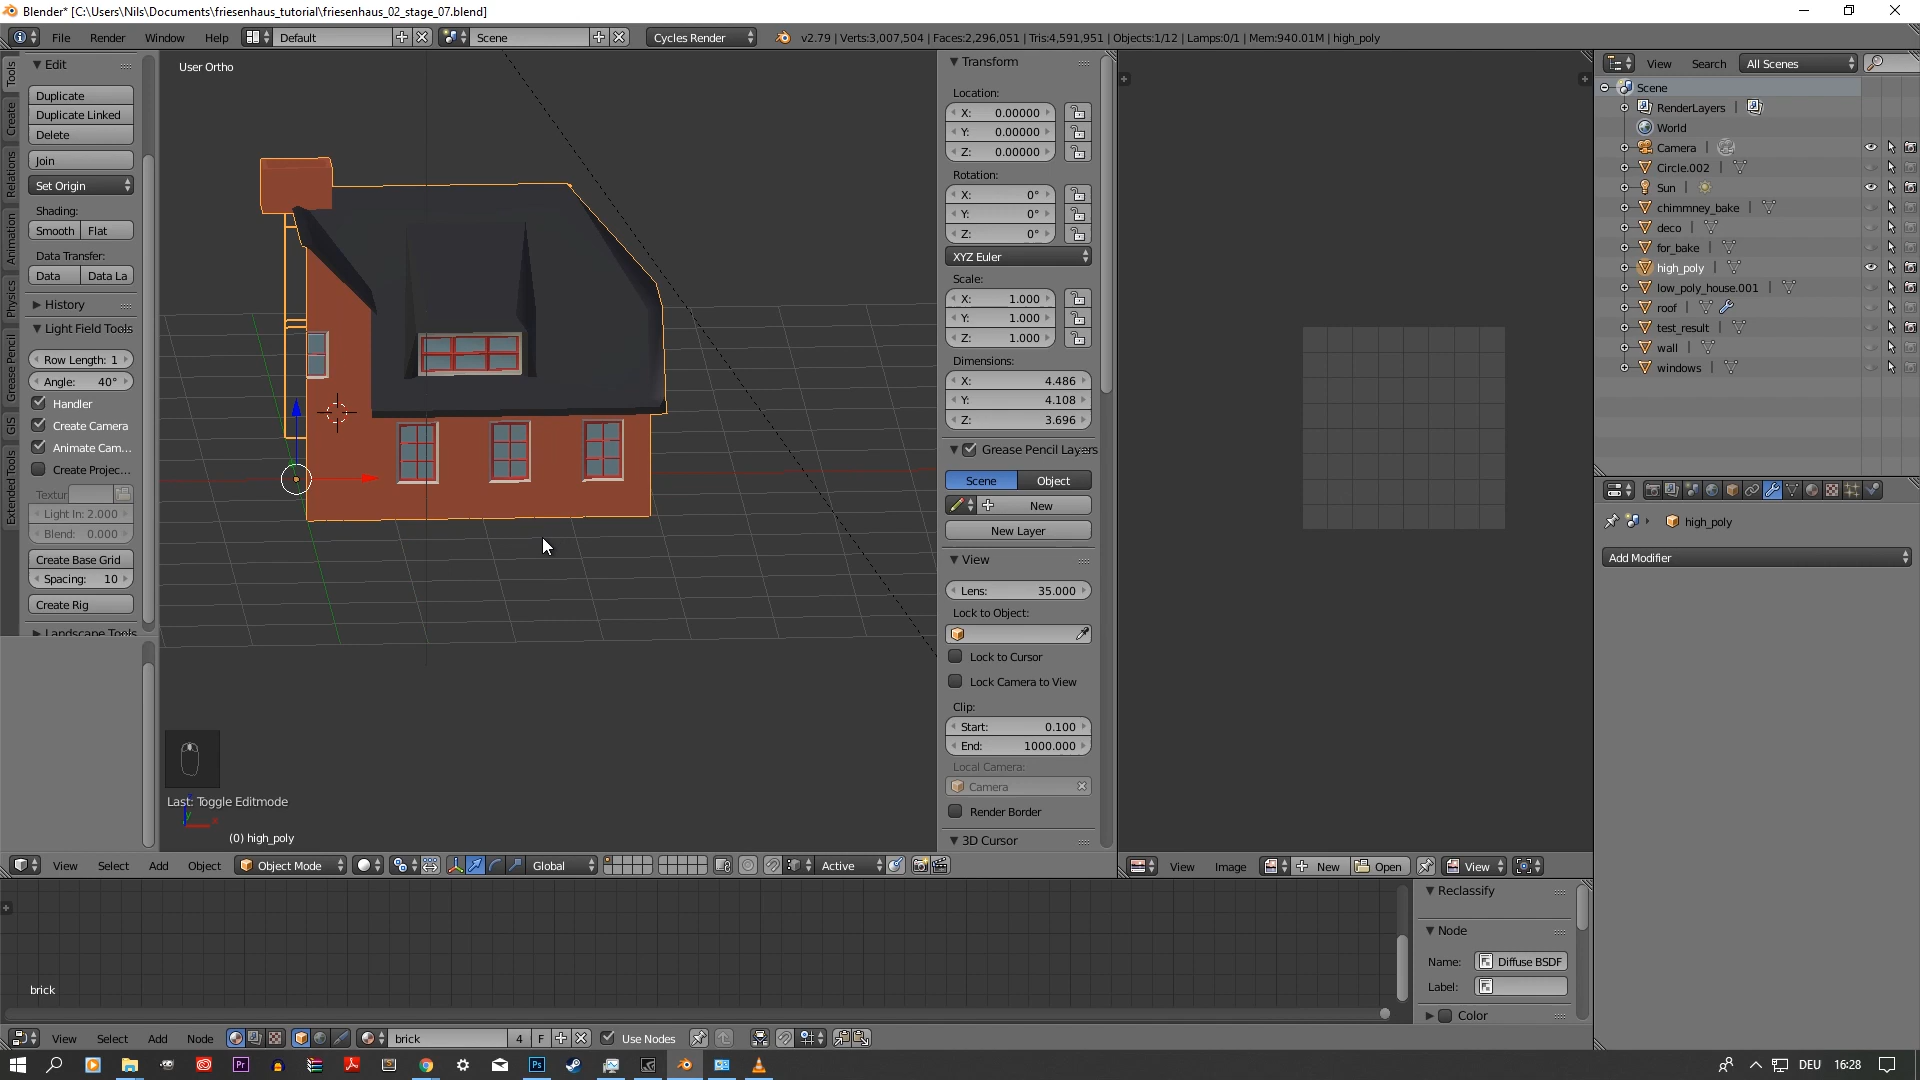 Blender* [C:\Users\Nils\Documents\friesenhaus_tutorial\friesenhaus_02_stage_07.blend]
File Render Window Help Default Scene Cycles Render v2.79 | Verts:3,007,504 | Faces:2,296,051 | Tris:4,591,951 | Objects:1/12 | Lamps:0/1 | Mem:940.01M | high_poly
Tools
Create
Relations
Animation
Physics
Grease Pencil
GIS
Extended Tools
Edit
Duplicate
Duplicate Linked
Delete
Join
Set Origin
Shading:
Smooth Flat
Data Transfer:
Data Data La
History
Light Field Tools
Row Length: 1
Angle: 40°
Handler
Create Camera
Animate Cam...
Create Projec...
Textur
Light In: 2.000
Blend: 0.000
Create Base Grid
Spacing: 10
Create Rig
Landscape Tools
User Ortho
Last: Toggle Editmode
(0) high_poly
Transform
Location:
X: 0.00000
Y: 0.00000
Z: 0.00000
Rotation:
X: 0°
Y: 0°
Z: 0°
XYZ Euler
Scale:
X: 1.000
Y: 1.000
Z: 1.000
Dimensions:
X: 4.486
Y: 4.108
Z: 3.696
Grease Pencil Layers
Scene Object
New
New Layer
View
Lens: 35.000
Lock to Object:
Lock to Cursor
Lock Camera to View
Clip:
Start: 0.100
End: 1000.000
Local Camera:
Camera
Render Border
3D Cursor
View Search All Scenes
Scene
RenderLayers
World
Camera
Circle.002
Sun
chimmney_bake
deco
for_bake
high_poly
low_poly_house.001
roof
test_result
wall
windows
high_poly
Add Modifier
View Select Add Object Object Mode Global Active
View Image New Open View
brick
Reclassify
Node
Name: Diffuse BSDF
Label:
Color
View Select Add Node brick 4 F Use Nodes
DEU 16:28